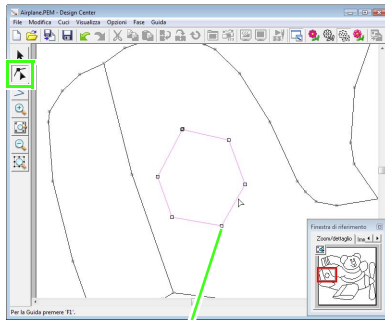 Airplane.PEM - Design Center
File Modifica Cuci Visualizza Opzioni Fase Guida
Finestra di riferimento
Zoom/dettaglio
Per la Guida premere 'F1'.